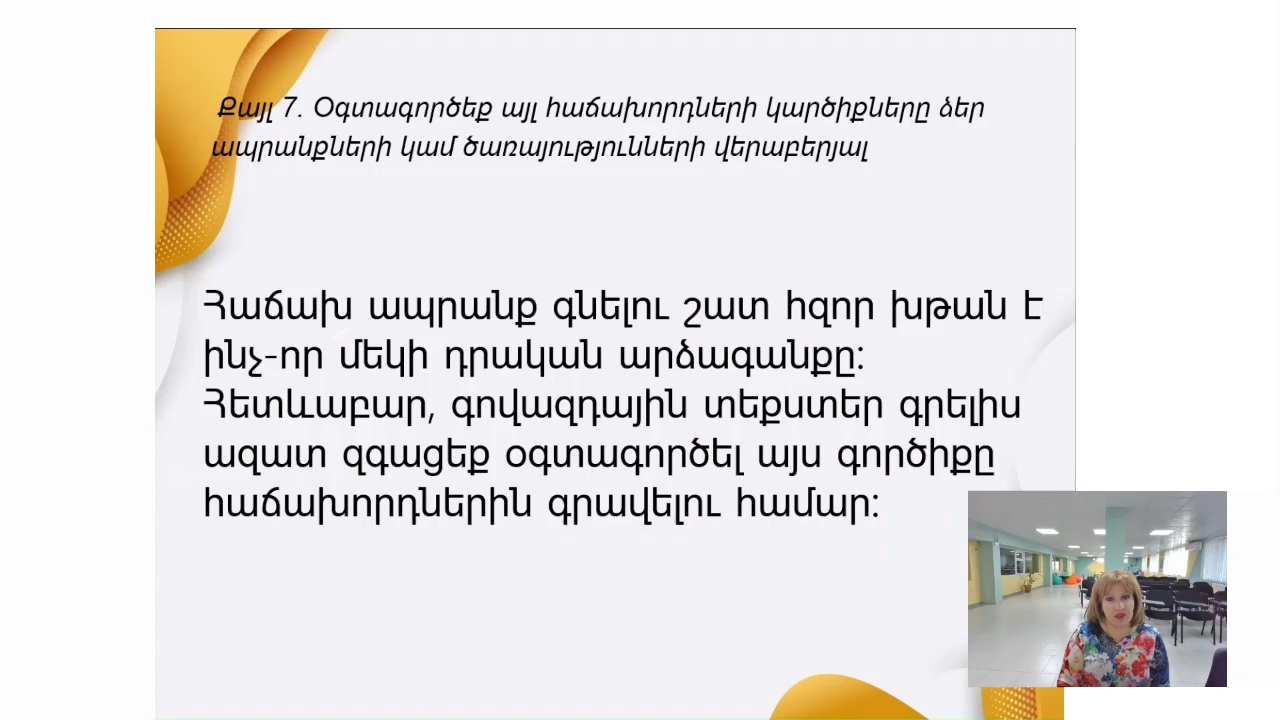 Քայլ 7. Օգտագործեք այլ հաճախորդների կարծիքները ձեր
ապրանքների կամ ծառայությունների վերաբերյալ
Հաճախ ապրանք գնելու շատ հզոր խթան է
ինչ-որ մեկի դրական արձագանքը:
Հետևաբար, գովազդային տեքստեր գրելիս
ազատ զգացեք օգտագործել այս գործիքը
հաճախորդներին գրավելու համար: